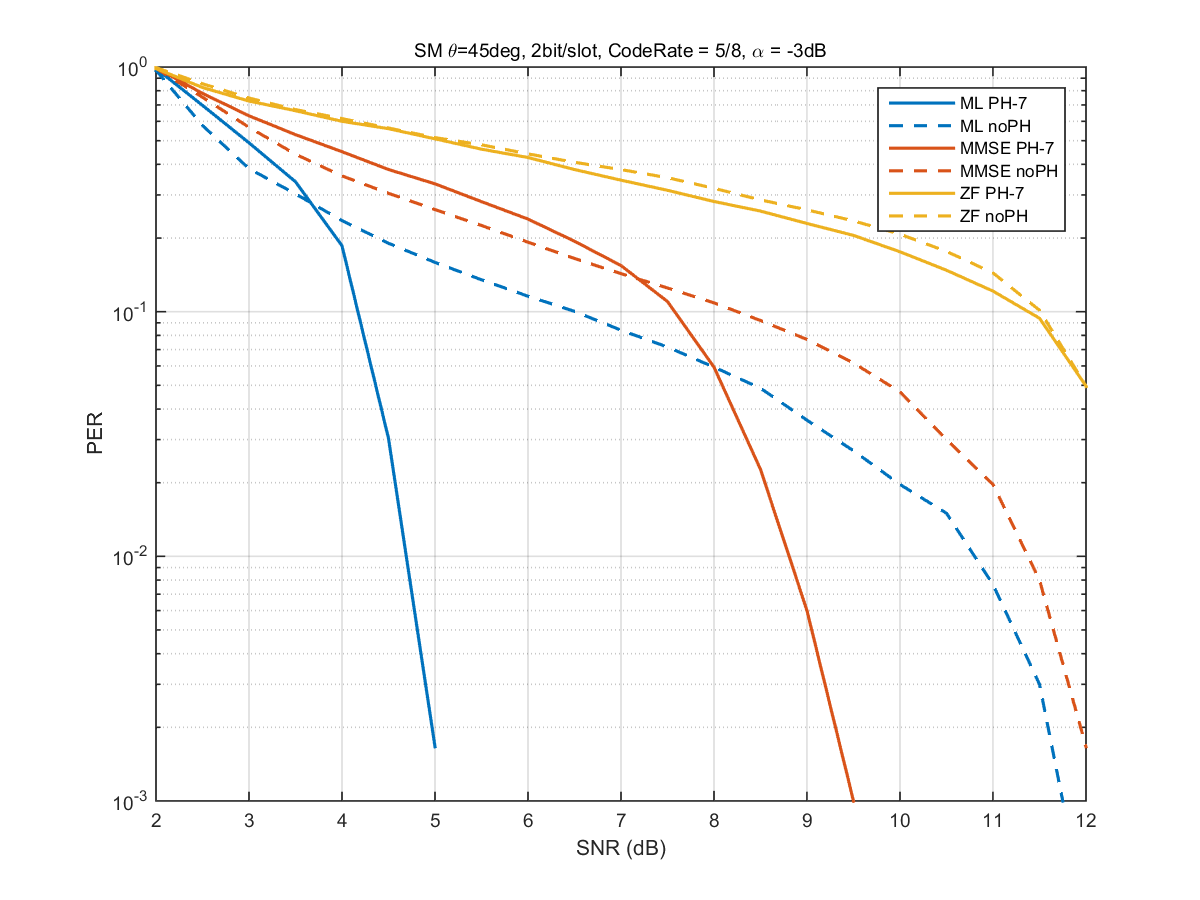 SM θ=45deg, 2bit/slot, CodeRate = 5/8, α = -3dB
10^0
10^-1
10^-2
10^-3
PER
2 3 4 5 6 7 8 9 10 11 12
SNR (dB)
ML PH-7
ML noPH
MMSE PH-7
MMSE noPH
ZF PH-7
ZF noPH